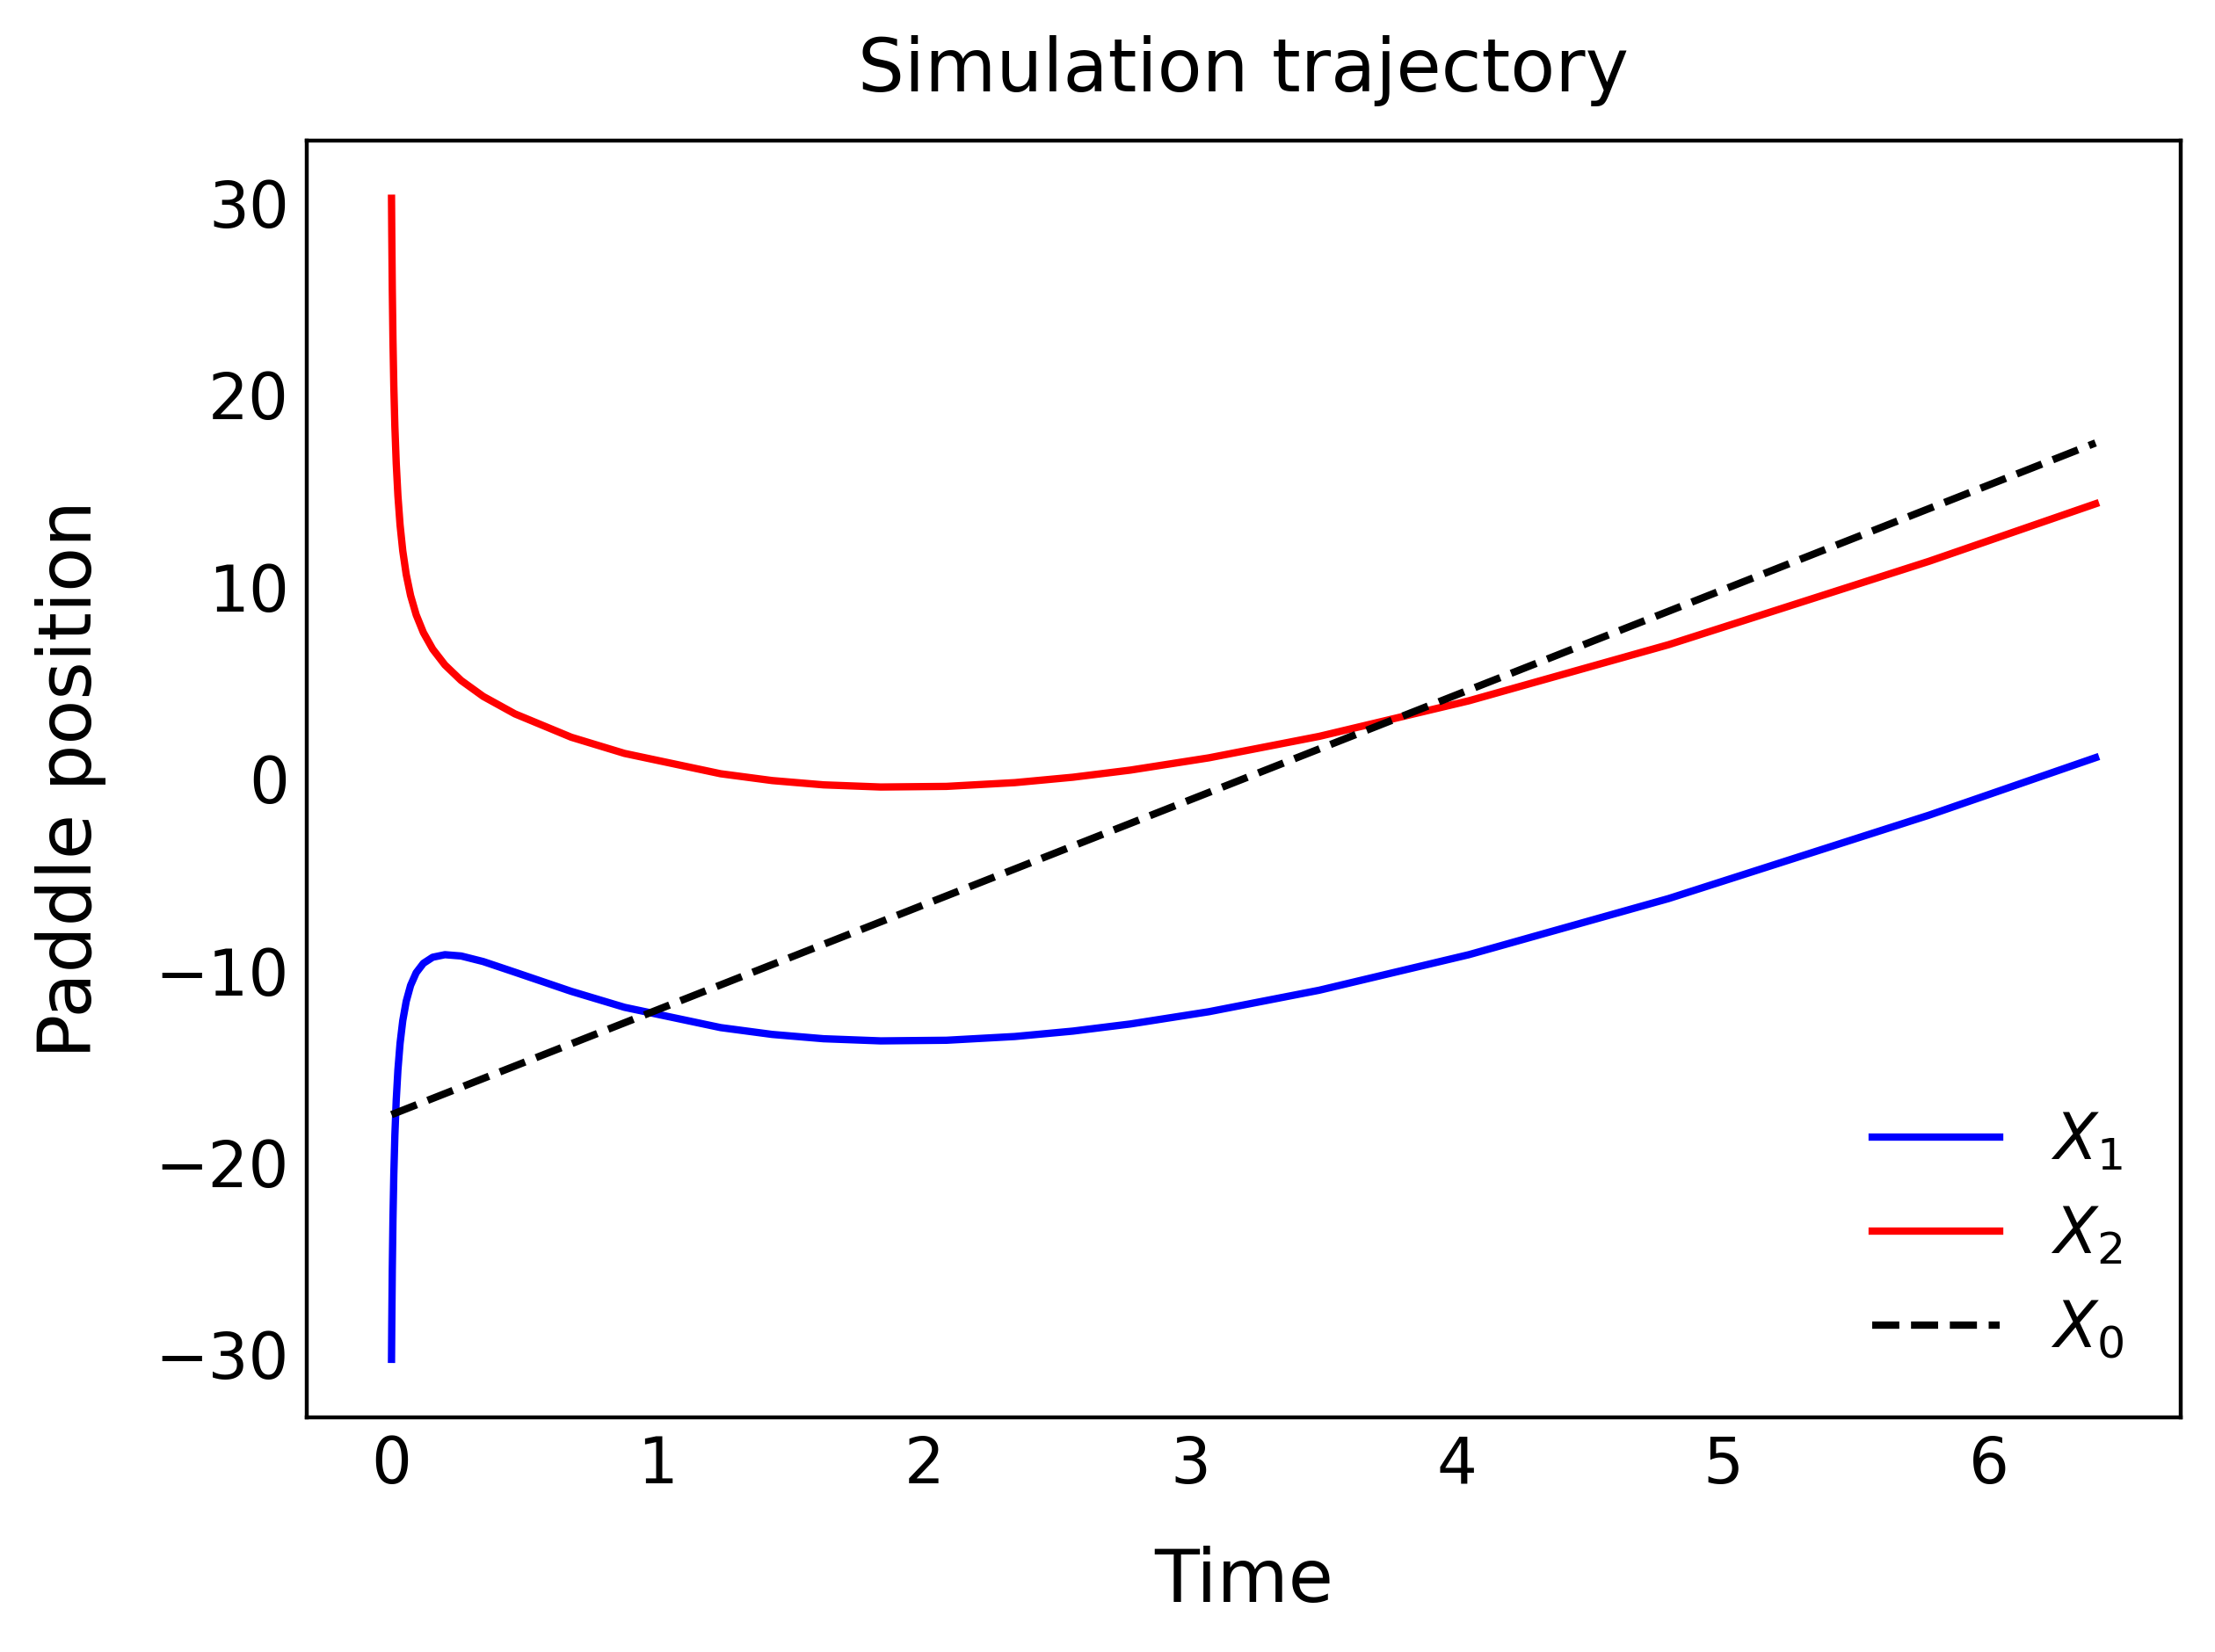 Simulation trajectory
Paddle position
30
20
10
0
−10
−20
−30
X₁
X₂
X₀
0 1 2 3 4 5 6
Time